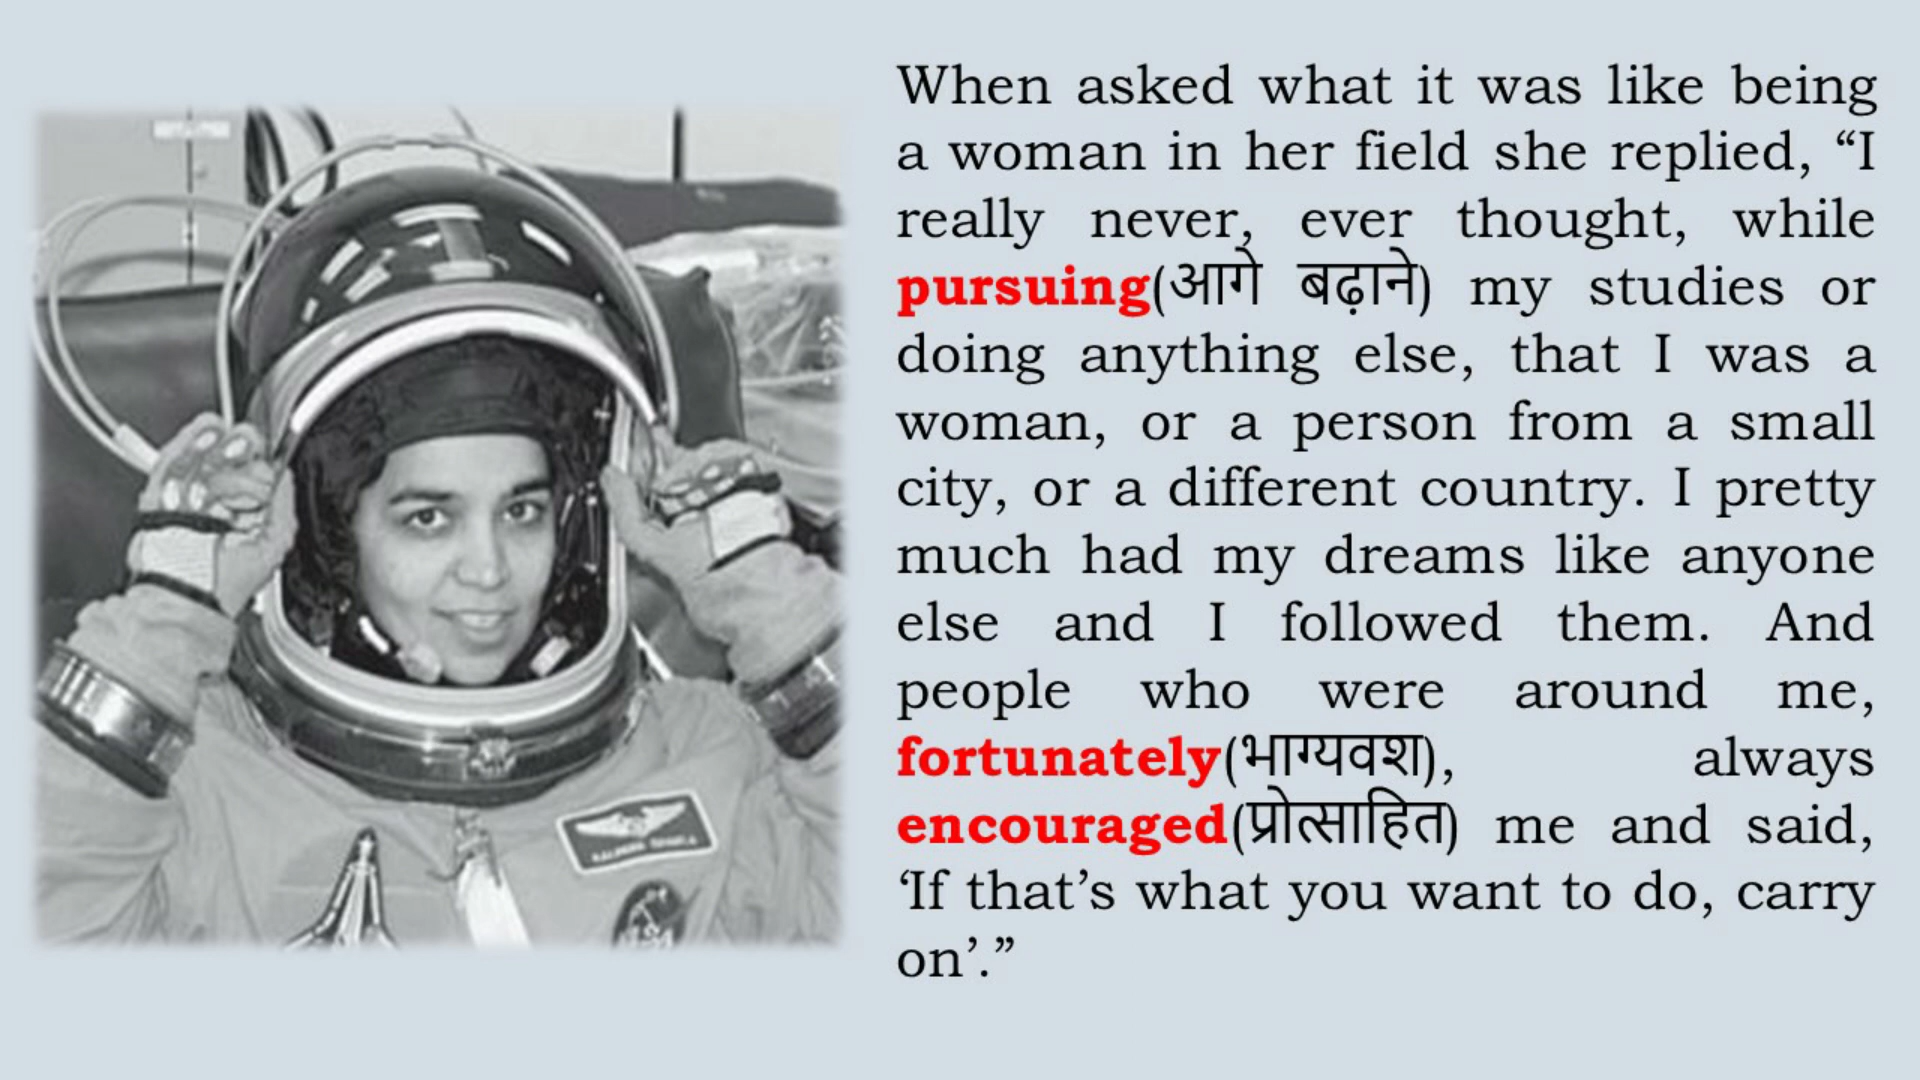 When asked what it was like being
a woman in her field she replied, “I
really never, ever thought, while
pursuing(आगे बढ़ाने) my studies or
doing anything else, that I was a
woman, or a person from a small
city, or a different country. I pretty
much had my dreams like anyone
else and I followed them. And
people who were around me,
fortunately(भाग्यवश), always
encouraged(प्रोत्साहित) me and said,
‘If that’s what you want to do, carry
on’.”